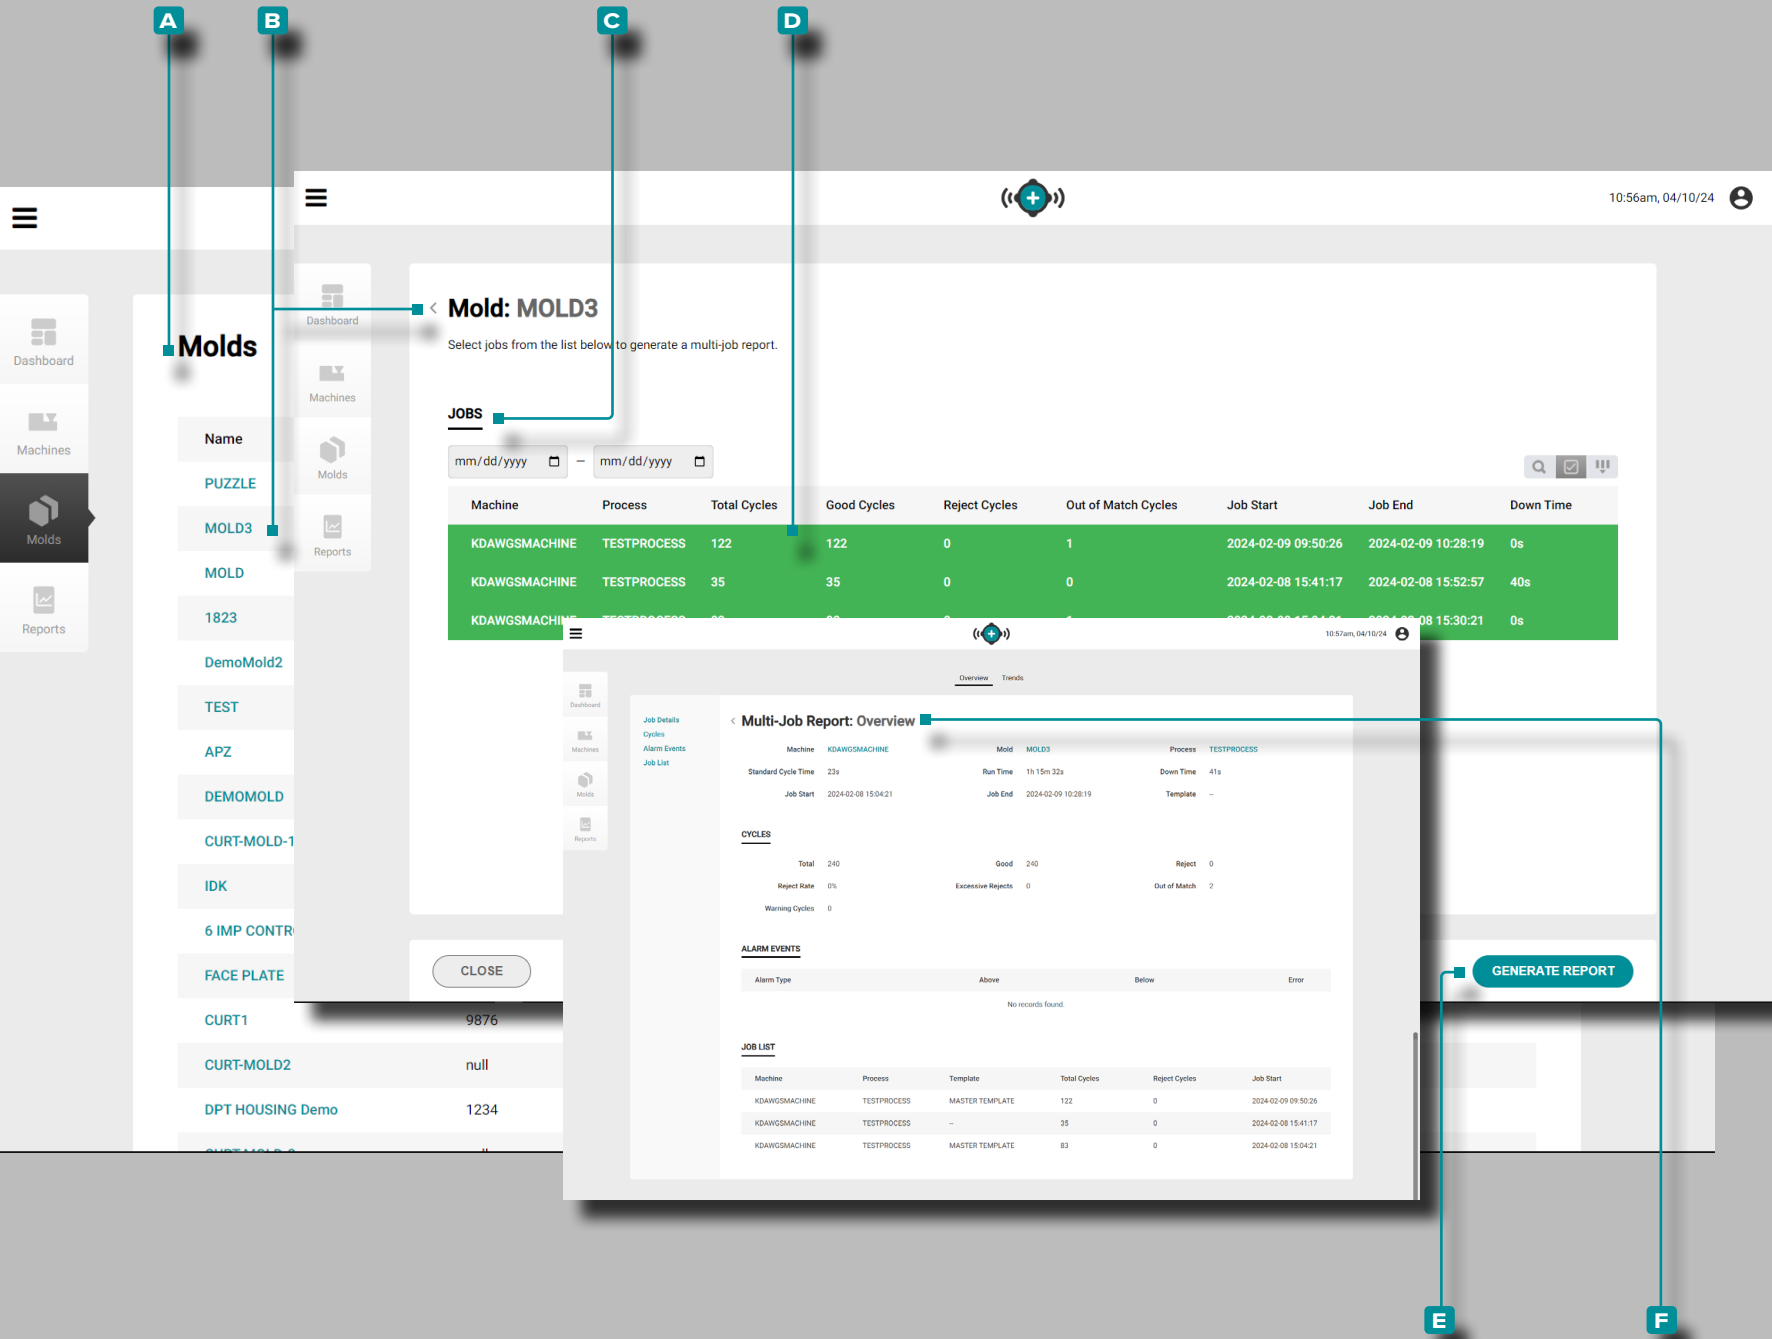 A B C D
10:56am, 04/10/24
Dashboard
Machines
Molds
Reports
Molds
Name
PUZZLE
MOLD3
MOLD
1823
DemoMold2
TEST
APZ
DEMOMOLD
CURT-MOLD-1
IDK
6 IMP CONTR
FACE PLATE
CURT1 9876
CURT-MOLD2 null
DPT HOUSING Demo 1234
Dashboard
Machines
Molds
Reports
Mold: MOLD3
Select jobs from the list below to generate a multi-job report.
JOBS
mm/dd/yyyy – mm/dd/yyyy
Machine Process Total Cycles Good Cycles Reject Cycles Out of Match Cycles Job Start Job End Down Time
KDAWGSMACHINE TESTPROCESS 122 122 0 1 2024-02-09 09:50:26 2024-02-09 10:28:19 0s
KDAWGSMACHINE TESTPROCESS 35 35 0 0 2024-02-08 15:41:17 2024-02-08 15:52:57 40s
KDAWGSMACHINE TESTPROCESS 08 15:30:21 0s
CLOSE
GENERATE REPORT
10:57am, 04/10/24
Overview Trends
Dashboard
Machines
Molds
Reports
Job Details
Cycles
Alarm Events
Job List
Multi-Job Report: Overview
Machine KDAWGSMACHINE Mold MOLD3 Process TESTPROCESS
Standard Cycle Time 23s Run Time 1h 15m 32s Down Time 41s
Job Start 2024-02-08 15:04:21 Job End 2024-02-09 10:28:19 Template --
CYCLES
Total 240 Good 240 Reject 0
Reject Rate 0% Excessive Rejects 0 Out of Match 2
Warning Cycles 0
ALARM EVENTS
Alarm Type Above Below Error
No records found.
JOB LIST
Machine Process Template Total Cycles Reject Cycles Job Start
KDAWGSMACHINE TESTPROCESS MASTER TEMPLATE 122 0 2024-02-09 09:50:26
KDAWGSMACHINE TESTPROCESS -- 35 0 2024-02-08 15:41:17
KDAWGSMACHINE TESTPROCESS MASTER TEMPLATE 83 0 2024-02-08 15:04:21
E F